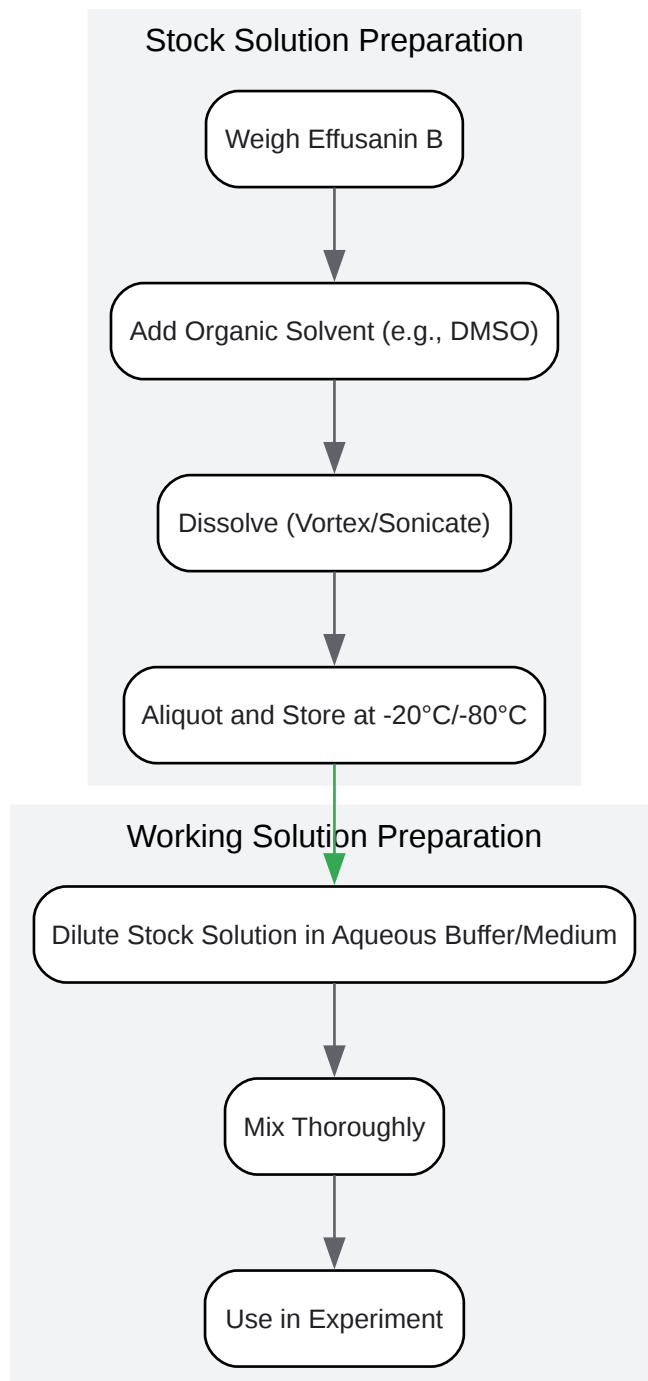 Stock Solution Preparation
Weigh Effusanin B
Add Organic Solvent (e.g., DMSO)
Dissolve (Vortex/Sonicate)
Aliquot and Store at -20°C/-80°C
Working Solution Preparation
Dilute Stock Solution in Aqueous Buffer/Medium
Mix Thoroughly
Use in Experiment